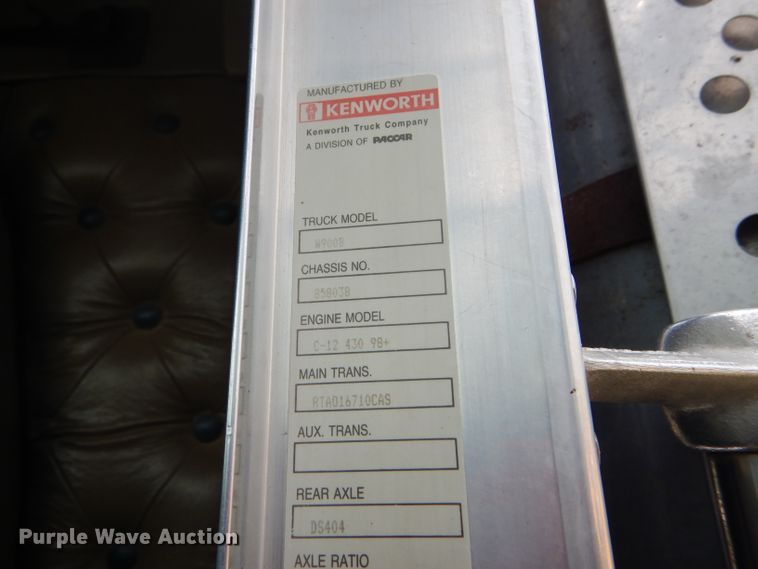 MANUFACTURED BY
KENWORTH
Kenworth Truck Company
A DIVISION OF PACCAR
TRUCK MODEL
W900B
CHASSIS NO.
858038
ENGINE MODEL
C-12 430 98+
MAIN TRANS.
RTAO16710CAS
AUX. TRANS.
REAR AXLE
DS404
AXLE RATIO
Purple Wave Auction